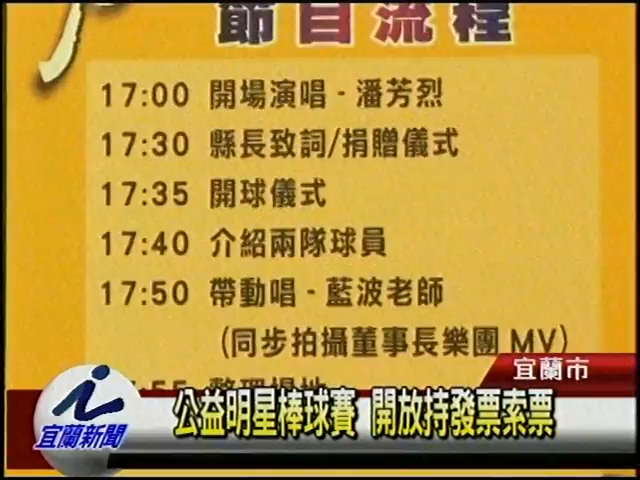 節目流程
17:00 開場演唱 - 潘芳烈
17:30 縣長致詞/捐贈儀式
17:35 開球儀式
17:40 介紹兩隊球員
17:50 帶動唱 - 藍波老師
(同步拍攝董事長樂團 MV)
宜蘭市
公益明星棒球賽 開放持發票索票
宜蘭新聞